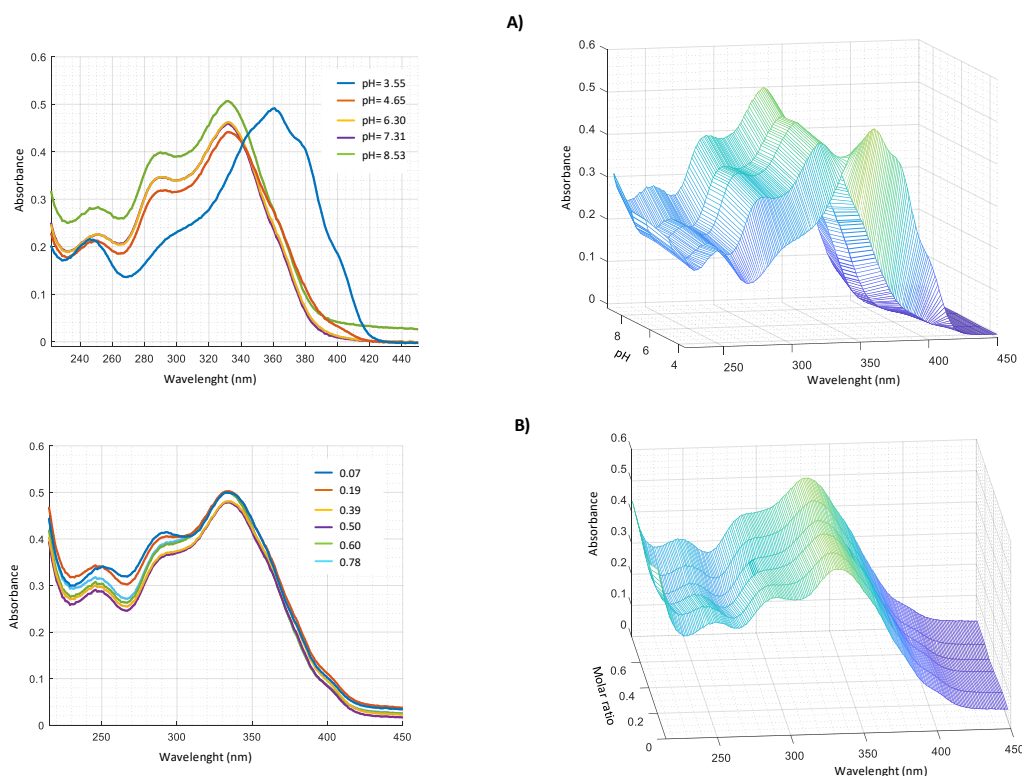 A)
0.6
0.5
0.4
0.3
0.2
0.1
0
Absorbance
240 260 280 300 320 340 360 380 400 420 440
Wavelenght (nm)
pH= 3.55
pH= 4.65
pH= 6.30
pH= 7.31
pH= 8.53
0.6
0.5
0.4
0.3
0.2
0.1
0
Absorbance
8
6
4
pH
250 300 350 400 450
Wavelenght (nm)
B)
0.6
0.5
0.4
0.3
0.2
0.1
0
Absorbance
250 300 350 400 450
Wavelenght (nm)
0.07
0.19
0.39
0.50
0.60
0.78
0.6
0.5
0.4
0.3
0.2
0.1
0
Absorbance
0.6
0.4
0.2
0
Molar ratio
250 300 350 400 450
Wavelenght (nm)